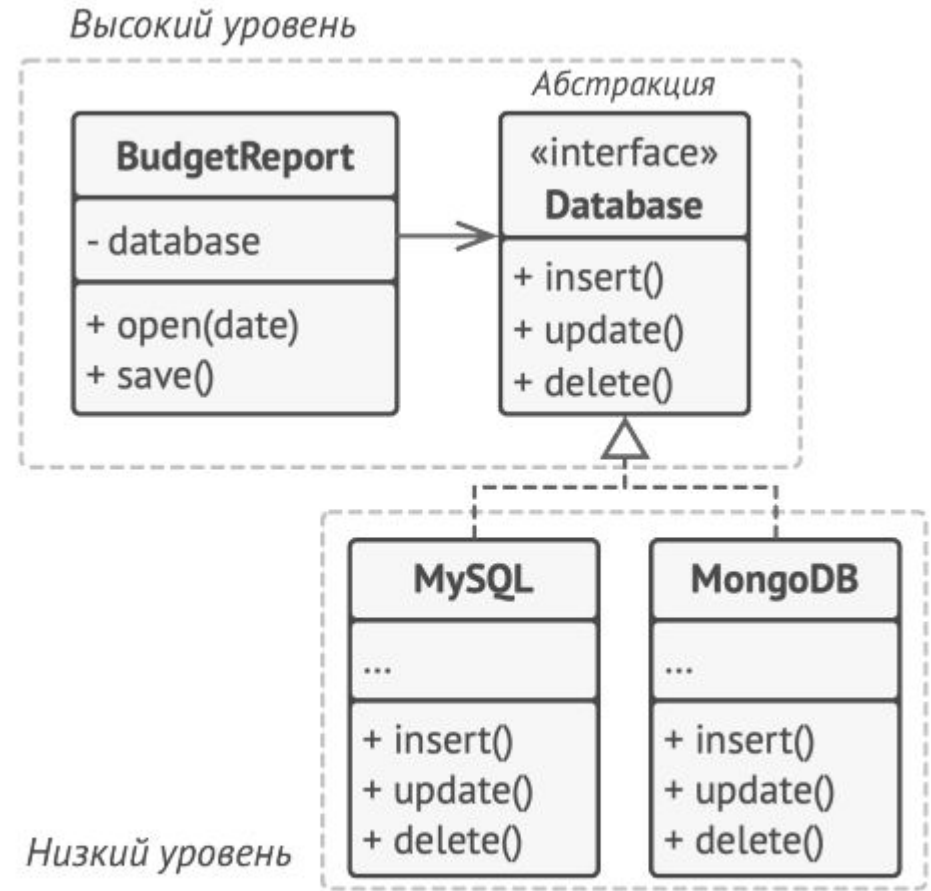 Высокий уровень
Абстракция
BudgetReport
- database
+ open(date)
+ save()
«interface»
Database
+ insert()
+ update()
+ delete()
MySQL
...
+ insert()
+ update()
+ delete()
MongoDB
...
+ insert()
+ update()
+ delete()
Низкий уровень